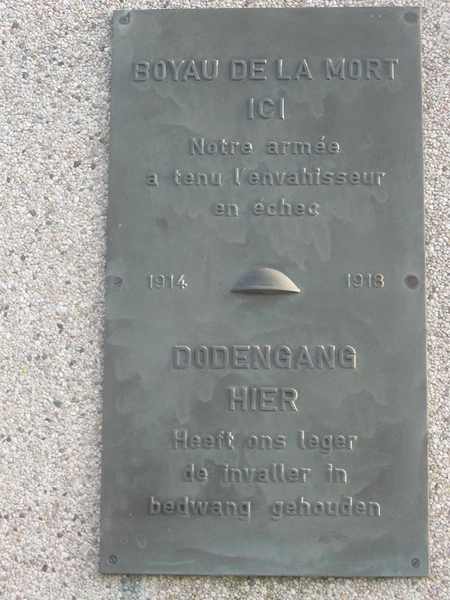 BOYAU DE LA MORT
ICI
Notre armée
a tenu l'envahisseur
en échec
1914 1918
DODENGANG
HIER
Heeft ons leger
de invaller in
bedwang gehouden